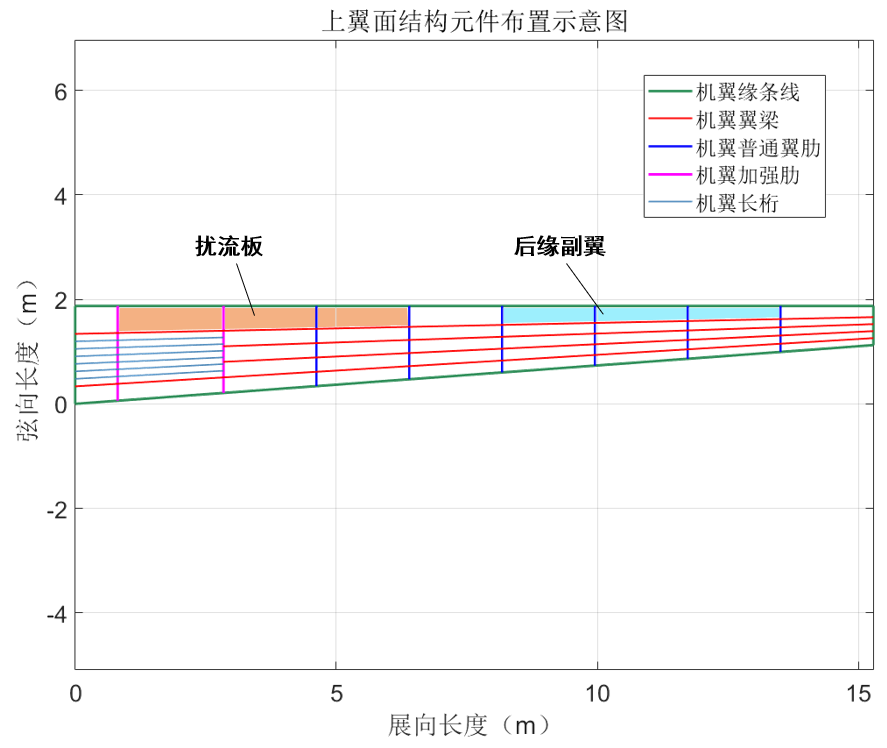 上翼面结构元件布置示意图
机翼缘条线
机翼翼梁
机翼普通翼肋
机翼加强肋
机翼长桁
扰流板
后缘副翼
弦向长度（m）
6
4
2
0
-2
-4
0
5
10
15
展向长度（m）